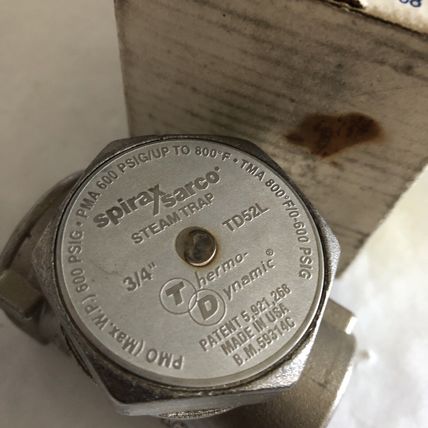 PMO (Max. W.P.) 600 PSIG • PMA 600 PSIG/UP TO 800°F • TMA 800°F/0-600 PSIG
spirax/sarco®
STEAM TRAP
3/4" TD52L
Thermo-
Dynamic®
PATENT 5,921,268
MADE IN USA
B.M.59314C